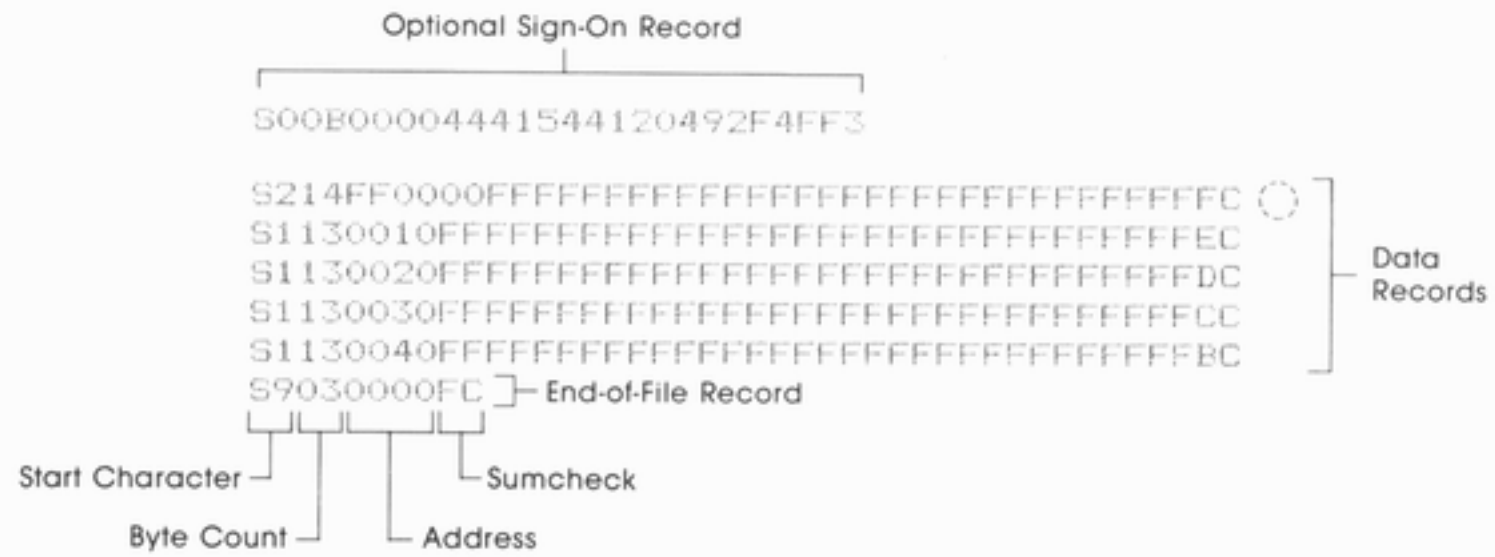 Optional Sign-On Record
S00B00004441544120492F4FF3
S214FF0000FFFFFFFFFFFFFFFFFFFFFFFFFFFFFFFC
S1130010FFFFFFFFFFFFFFFFFFFFFFFFFFFFFFFFEC
S1130020FFFFFFFFFFFFFFFFFFFFFFFFFFFFFFFFDC
S1130030FFFFFFFFFFFFFFFFFFFFFFFFFFFFFFFFCC
S1130040FFFFFFFFFFFFFFFFFFFFFFFFFFFFFFFFBC
Data
Records
S9030000FC
End-of-File Record
Start Character
Sumcheck
Byte Count
Address